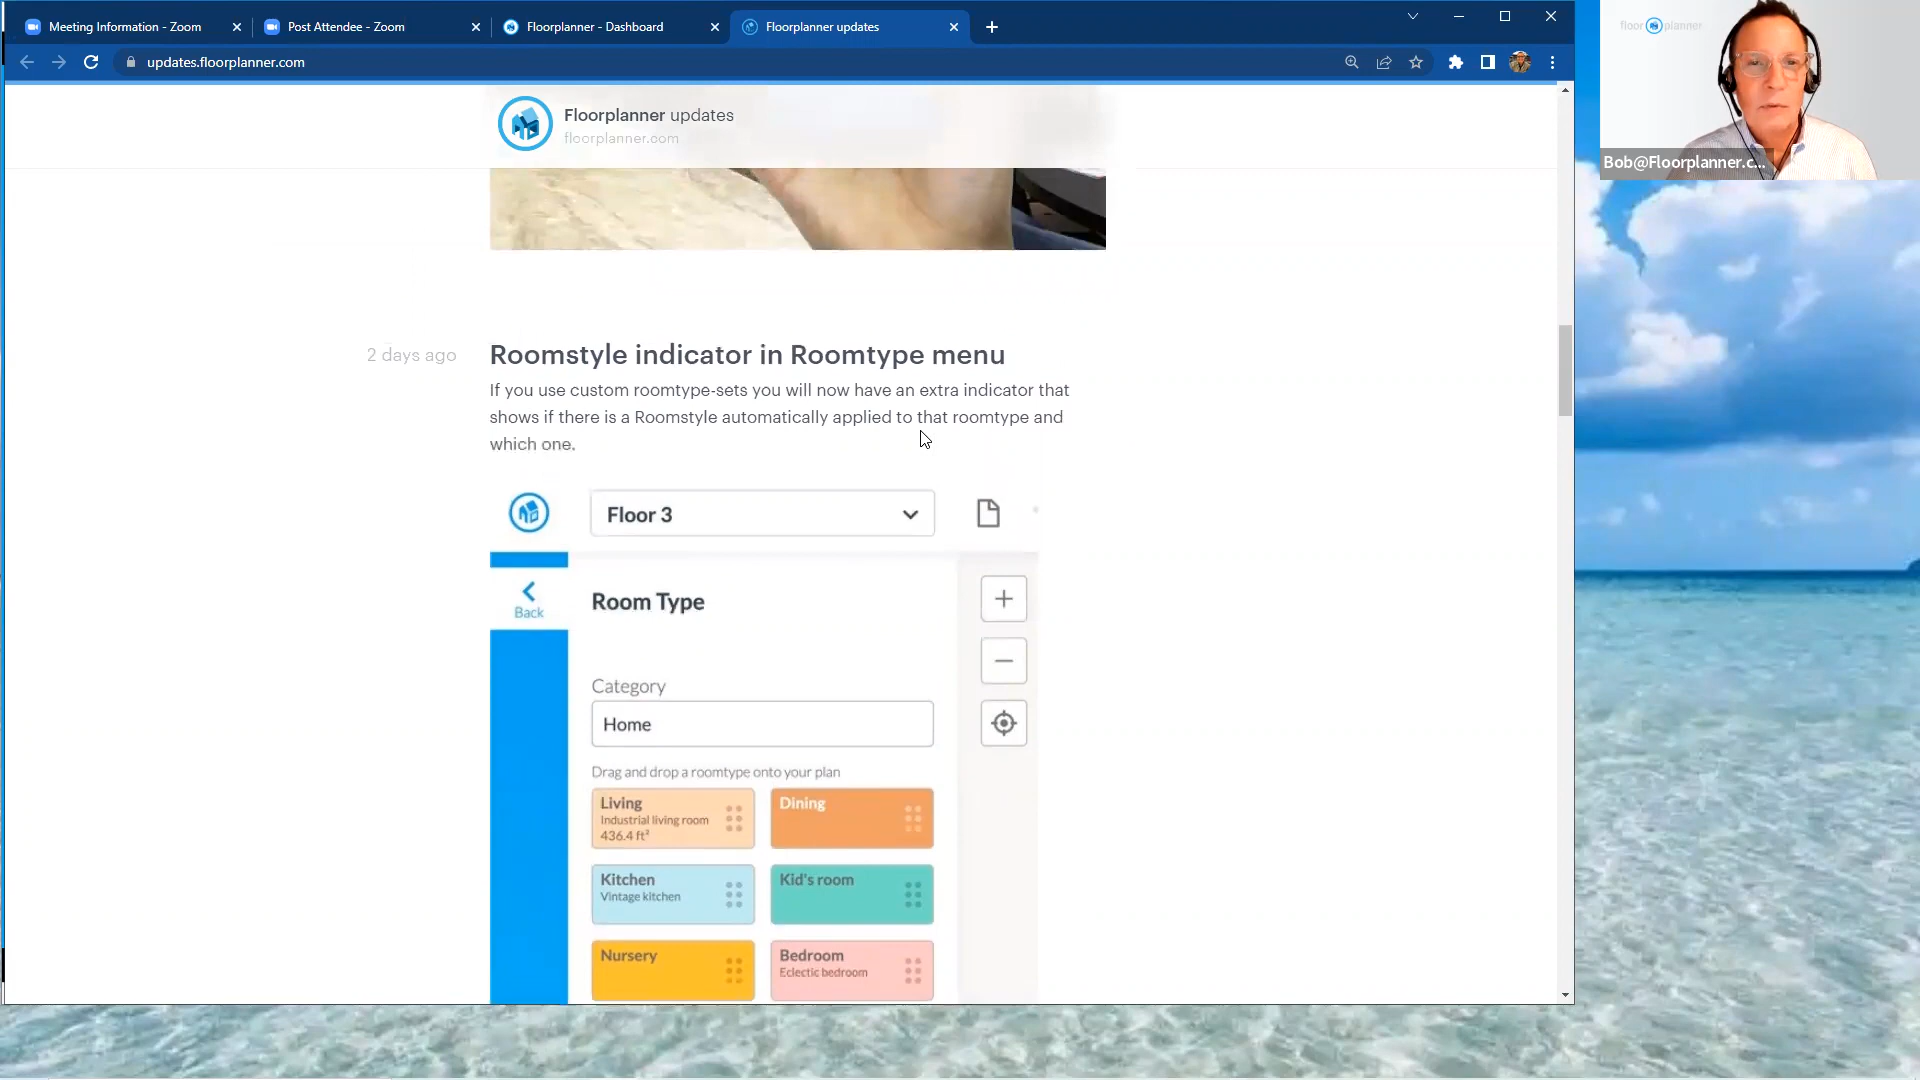 Meeting Information - Zoom
Post Attendee - Zoom
Floorplanner - Dashboard
Floorplanner updates
updates.floorplanner.com
floor planner
Bob@Floorplanner.c...
Floorplanner updates
floorplanner.com
2 days ago
Roomstyle indicator in Roomtype menu
If you use custom roomtype-sets you will now have an extra indicator that
shows if there is a Roomstyle automatically applied to that roomtype and
which one.
Floor 3
Back
Room Type
Category
Home
Drag and drop a roomtype onto your plan
Living
Industrial living room
436.4 ft²
Dining
Kitchen
Vintage kitchen
Kid's room
Nursery
Bedroom
Eclectic bedroom